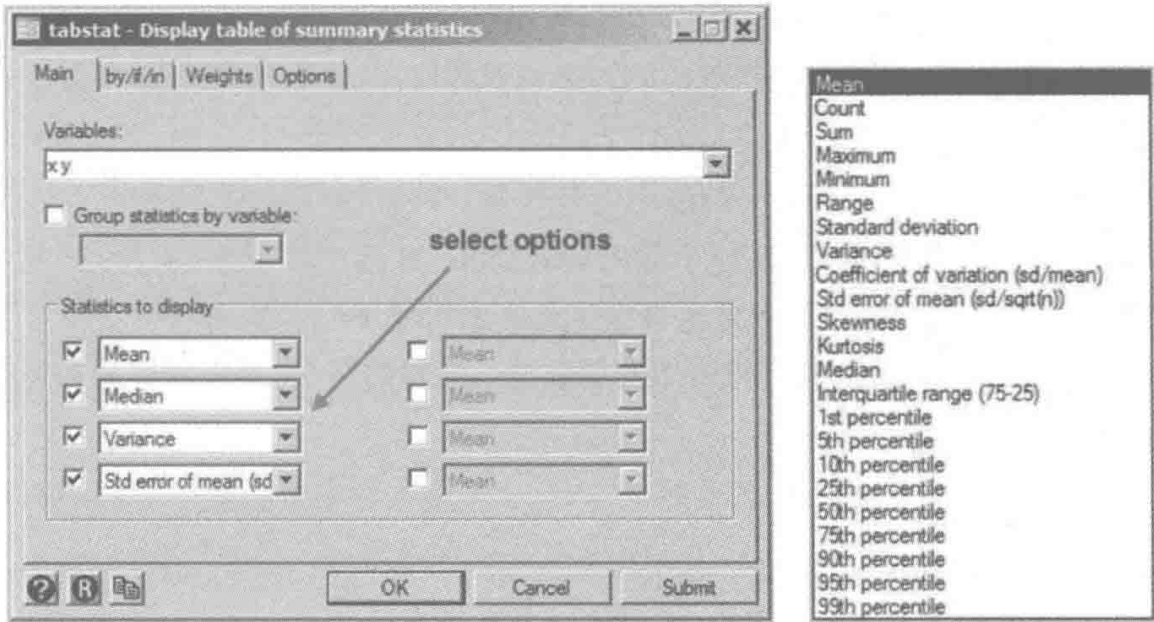 tabstat - Display table of summary statistics
Main by/if/in Weights Options
Variables:
x y
Group statistics by variable:
select options
Statistics to display
Mean Mean
Median Mean
Variance Mean
Std error of mean (sd Mean
OK Cancel Submit
Mean
Count
Sum
Maximum
Minimum
Range
Standard deviation
Variance
Coefficient of variation (sd/mean)
Std error of mean (sd/sqrt(n))
Skewness
Kurtosis
Median
Interquartile range (75-25)
1st percentile
5th percentile
10th percentile
25th percentile
50th percentile
75th percentile
90th percentile
95th percentile
99th percentile